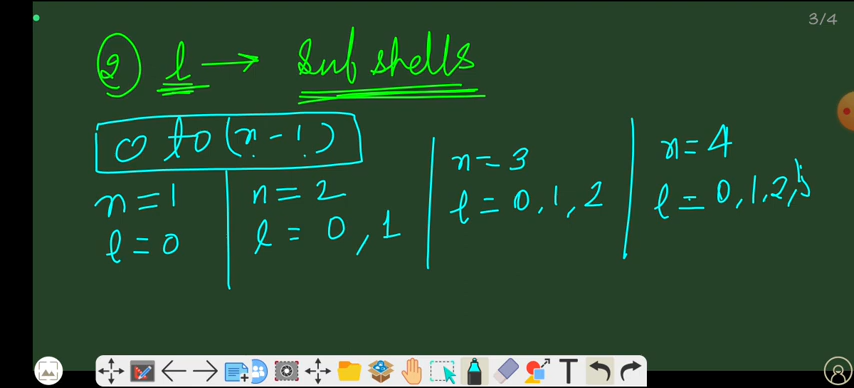 3/4
② l → Sub shells
0 to (n - 1)
n = 1
l = 0
n = 2
l = 0, 1
n = 3
l = 0, 1, 2
n = 4
l = 0, 1, 2,
T